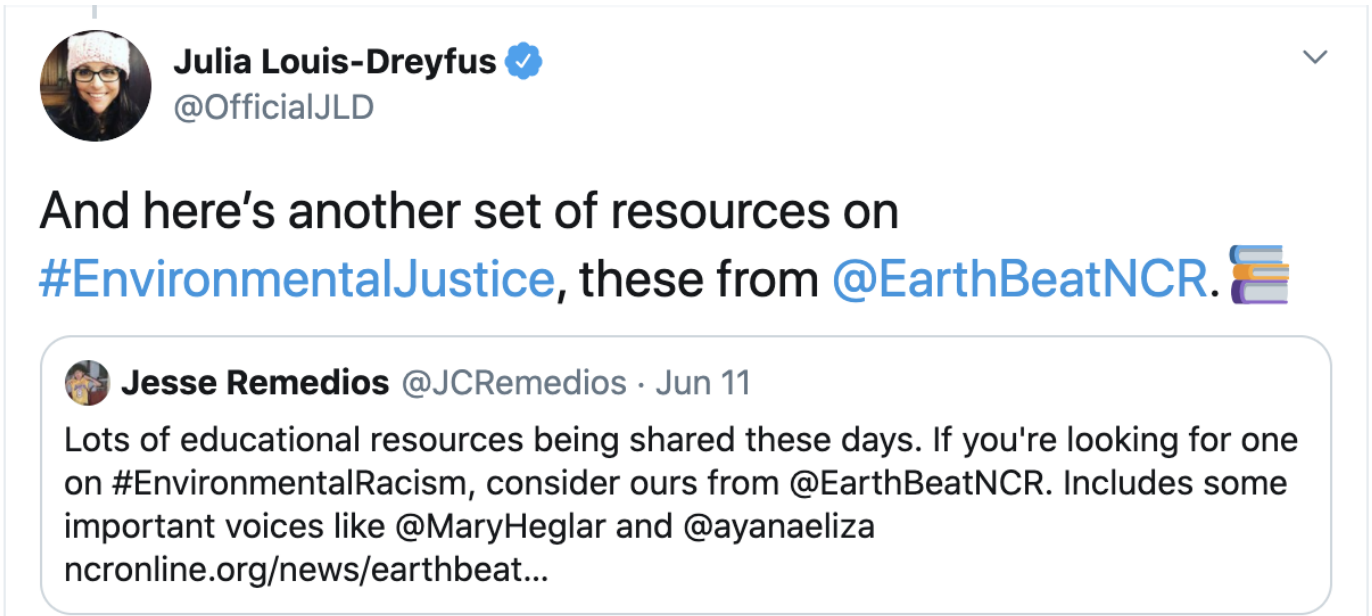 Julia Louis-Dreyfus
@OfficialJLD
And here’s another set of resources on
#EnvironmentalJustice, these from @EarthBeatNCR. 📚
Jesse Remedios @JCRemedios · Jun 11
Lots of educational resources being shared these days. If you're looking for one
on #EnvironmentalRacism, consider ours from @EarthBeatNCR. Includes some
important voices like @MaryHeglar and @ayanaeliza
ncronline.org/news/earthbeat...